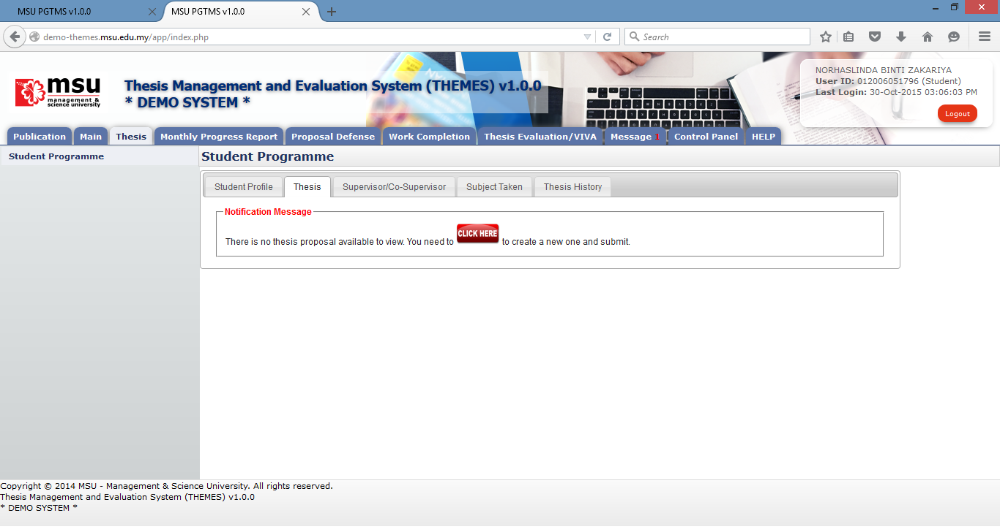 MSU PGTMS v1.0.0
MSU PGTMS v1.0.0
demo-themes.msu.edu.my/app/index.php
Search
msu
management &
science university
Thesis Management and Evaluation System (THEMES) v1.0.0
* DEMO SYSTEM *
NORHASLINDA BINTI ZAKARIYA
User ID: 012006051796 (Student)
Last Login: 30-Oct-2015 03:06:03 PM
Logout
Publication Main Thesis Monthly Progress Report Proposal Defense Work Completion Thesis Evaluation/VIVA Message 1 Control Panel HELP
Student Programme
Student Programme
Student Profile Thesis Supervisor/Co-Supervisor Subject Taken Thesis History
Notification Message
There is no thesis proposal available to view. You need to CLICK HERE to create a new one and submit.
Copyright © 2014 MSU - Management & Science University. All rights reserved.
Thesis Management and Evaluation System (THEMES) v1.0.0
* DEMO SYSTEM *